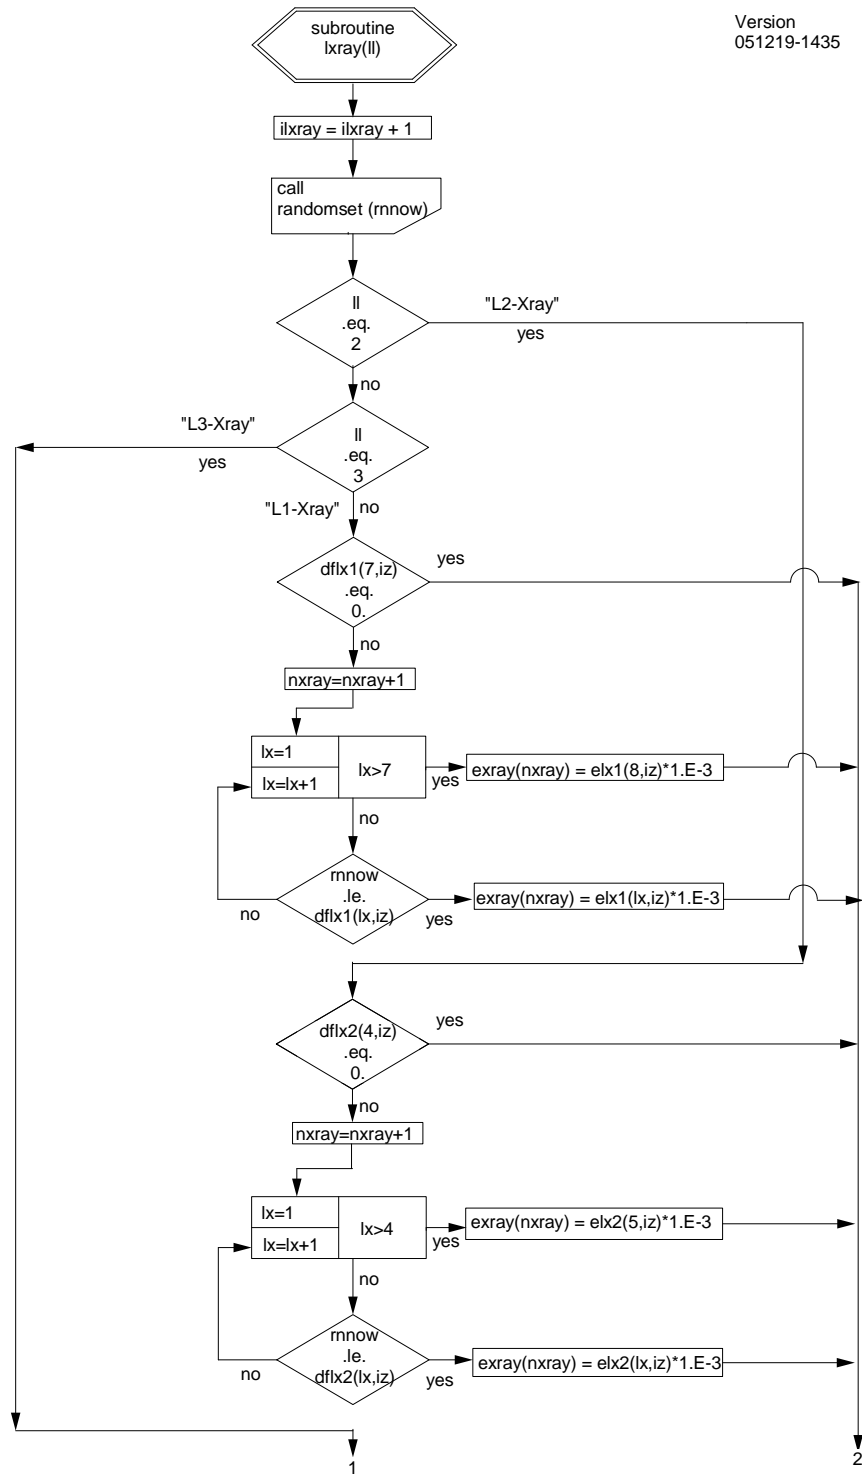 subroutine
lxray(ll)
Version
051219-1435
ilxray = ilxray + 1
call
randomset (rnnow)
ll
.eq.
2
"L2-Xray"
yes
no
"L3-Xray"
yes
ll
.eq.
3
"L1-Xray"
no
dflx1(7,iz)
.eq.
0.
yes
no
nxray=nxray+1
lx=1
lx=lx+1
lx>7
yes
exray(nxray) = elx1(8,iz)*1.E-3
no
rnnow
.le.
dflx1(lx,iz)
no
yes
exray(nxray) = elx1(lx,iz)*1.E-3
dflx2(4,iz)
.eq.
0.
yes
no
nxray=nxray+1
lx=1
lx=lx+1
lx>4
yes
exray(nxray) = elx2(5,iz)*1.E-3
no
rnnow
.le.
dflx2(lx,iz)
no
yes
exray(nxray) = elx2(lx,iz)*1.E-3
1
2